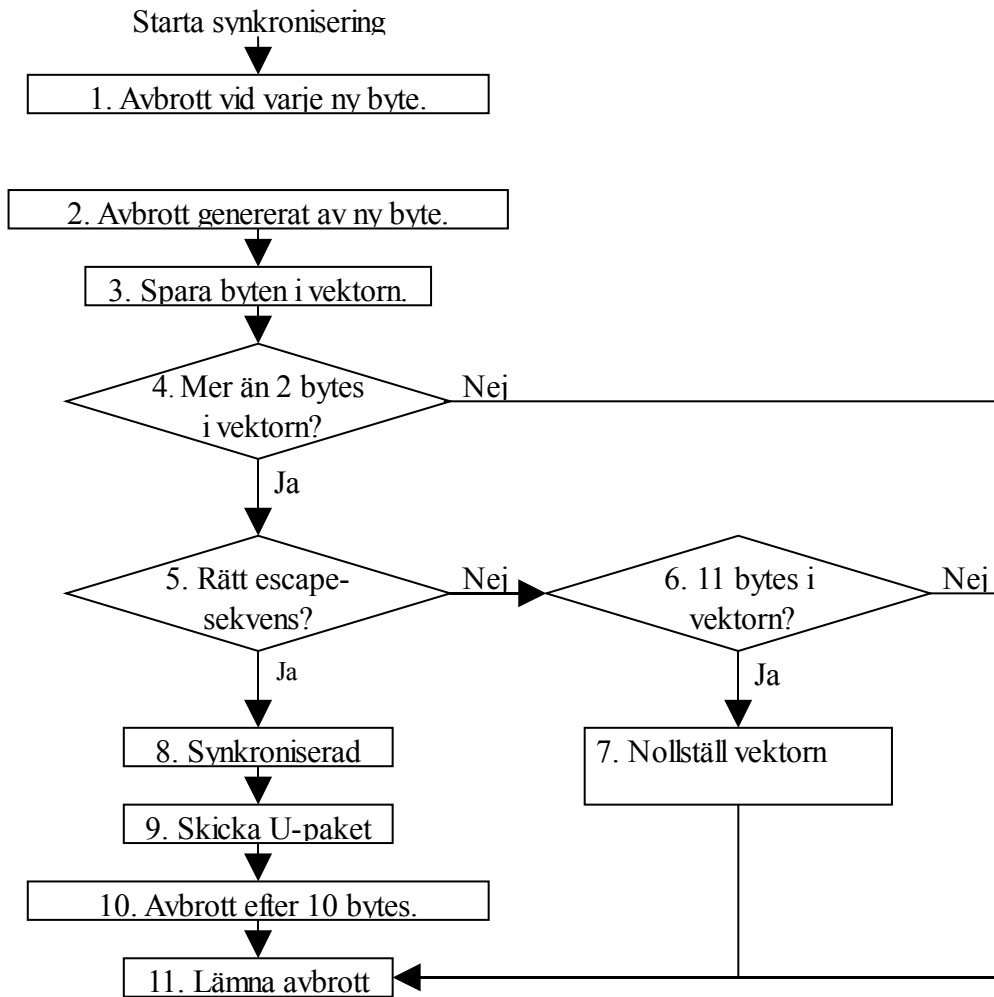 Starta synkronisering
1. Avbrott vid varje ny byte.
2. Avbrott genererat av ny byte.
3. Spara byten i vektorn.
4. Mer än 2 bytes
i vektorn?
Nej
Ja
5. Rätt escape-
sekvens?
Nej
6. 11 bytes i
vektorn?
Nej
Ja
Ja
8. Synkroniserad
7. Nollställ vektorn
9. Skicka U-paket
10. Avbrott efter 10 bytes.
11. Lämna avbrott